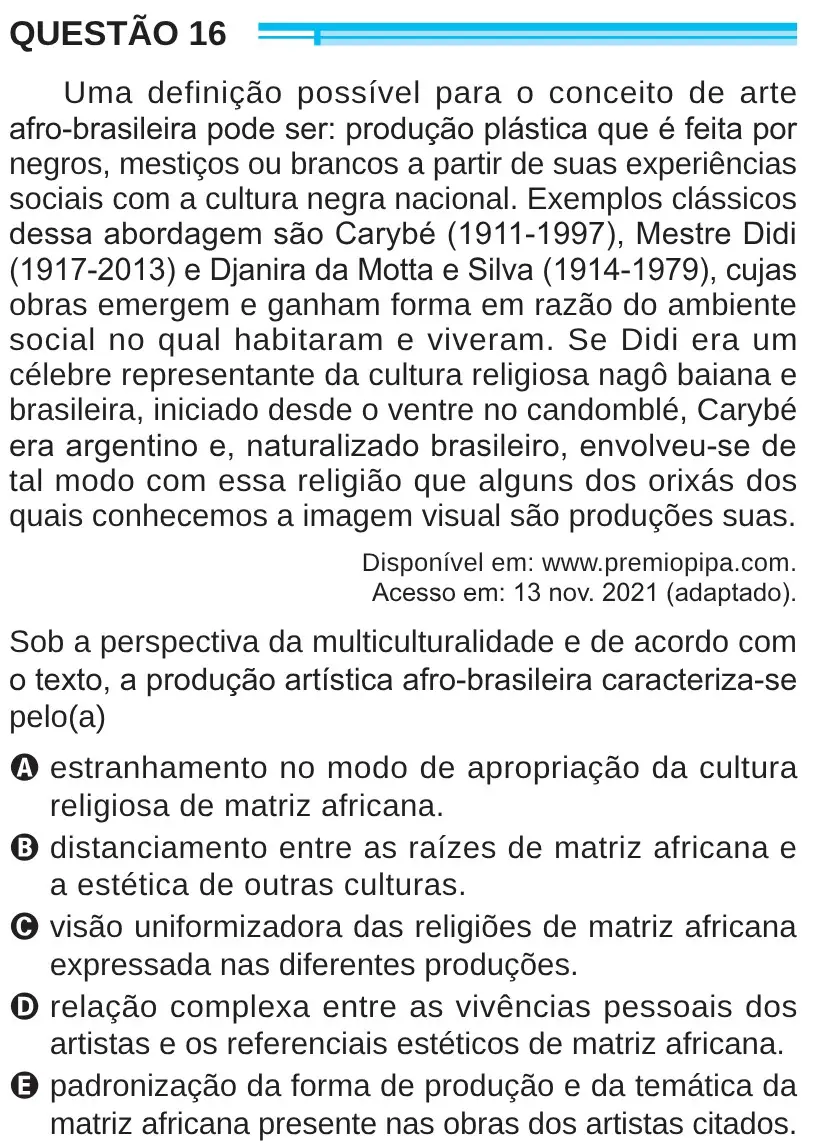 QUESTÃO 16
Uma definição possível para o conceito de arte
afro-brasileira pode ser: produção plástica que é feita por
negros, mestiços ou brancos a partir de suas experiências
sociais com a cultura negra nacional. Exemplos clássicos
dessa abordagem são Carybé (1911-1997), Mestre Didi
(1917-2013) e Djanira da Motta e Silva (1914-1979), cujas
obras emergem e ganham forma em razão do ambiente
social no qual habitaram e viveram. Se Didi era um
célebre representante da cultura religiosa nagô baiana e
brasileira, iniciado desde o ventre no candomblé, Carybé
era argentino e, naturalizado brasileiro, envolveu-se de
tal modo com essa religião que alguns dos orixás dos
quais conhecemos a imagem visual são produções suas.
Disponível em: www.premiopipa.com.
Acesso em: 13 nov. 2021 (adaptado).
Sob a perspectiva da multiculturalidade e de acordo com
o texto, a produção artística afro-brasileira caracteriza-se
pelo(a)
A estranhamento no modo de apropriação da cultura
religiosa de matriz africana.
B distanciamento entre as raízes de matriz africana e
a estética de outras culturas.
C visão uniformizadora das religiões de matriz africana
expressada nas diferentes produções.
D relação complexa entre as vivências pessoais dos
artistas e os referenciais estéticos de matriz africana.
E padronização da forma de produção e da temática da
matriz africana presente nas obras dos artistas citados.